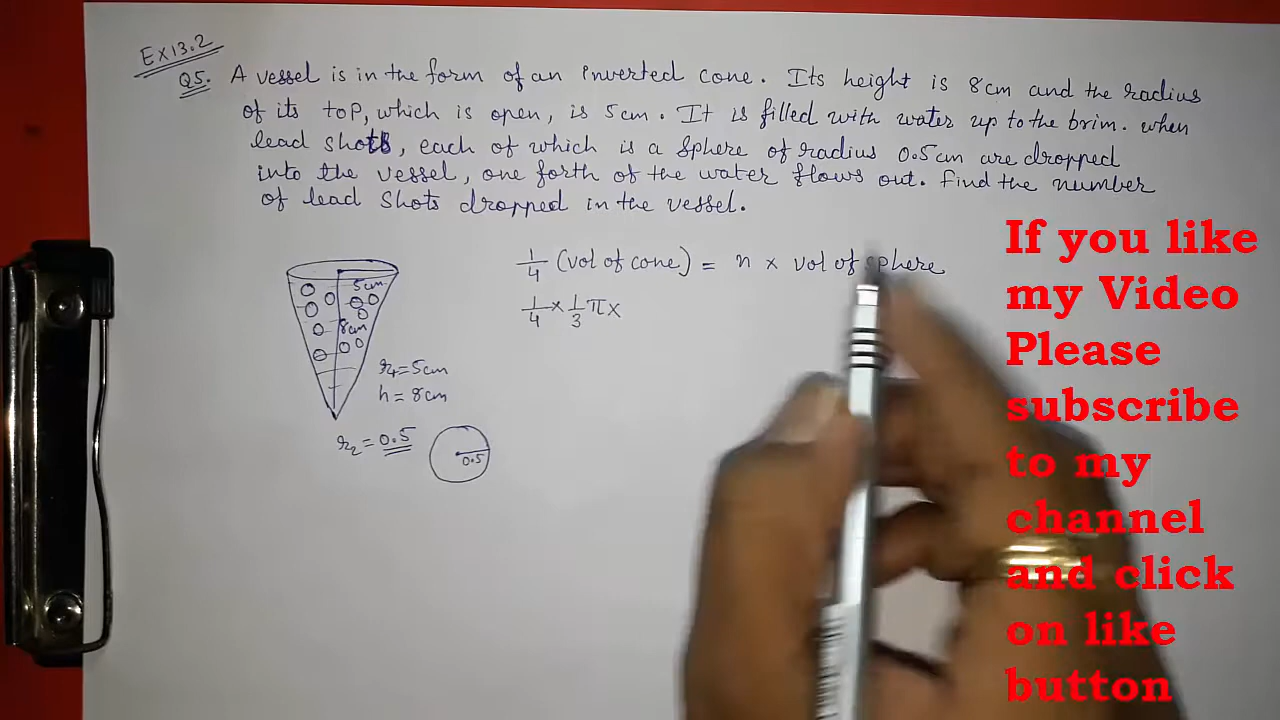 Ex13.2
Q5. A vessel is in the form of an inverted cone. Its height is 8cm and the radius
of its top, which is open, is 5cm. It is filled with water up to the brim. when
lead shots, each of which is a sphere of radius 0.5cm are dropped
into the vessel, one forth of the water flows out. find the number
of lead shots dropped in the vessel.
1/4 (vol of cone) = n × vol of sphere
1/4 × 1/3 π ×
5cm
8cm
r₁=5cm
h = 8cm
r₂ = 0.5
0.5
If you like
my Video
Please
subscribe
to my
channel
and click
on like
button